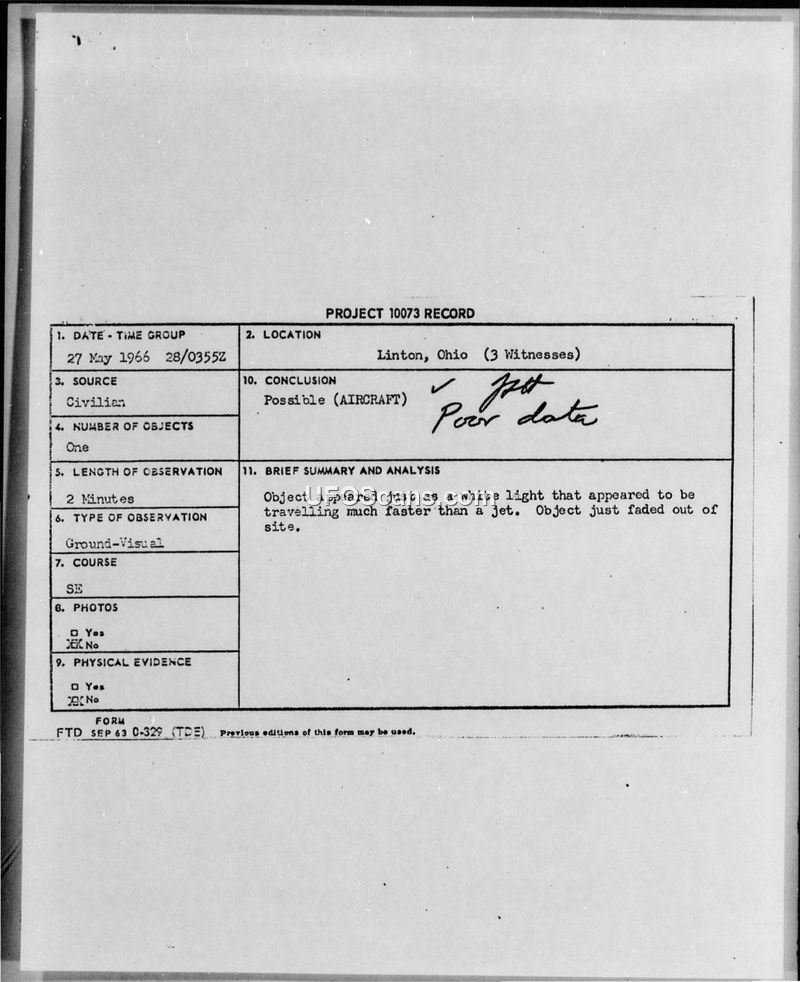 PROJECT 10073 RECORD
1. DATE - TIME GROUP
27 May 1966 28/0355Z
2. LOCATION
Linton, Ohio (3 Witnesses)
3. SOURCE
Civilian
10. CONCLUSION
Possible (AIRCRAFT)
Poor data
4. NUMBER OF OBJECTS
One
5. LENGTH OF OBSERVATION
2 Minutes
11. BRIEF SUMMARY AND ANALYSIS
Object appeared just as a white light that appeared to be
travelling much faster than a jet. Object just faded out of
site.
UFOScans.com
6. TYPE OF OBSERVATION
Ground-Visual
7. COURSE
SE
8. PHOTOS
Yes
No
9. PHYSICAL EVIDENCE
Yes
No
FORM
FTD SEP 63 0-329 (TDE) Previous editions of this form may be used.